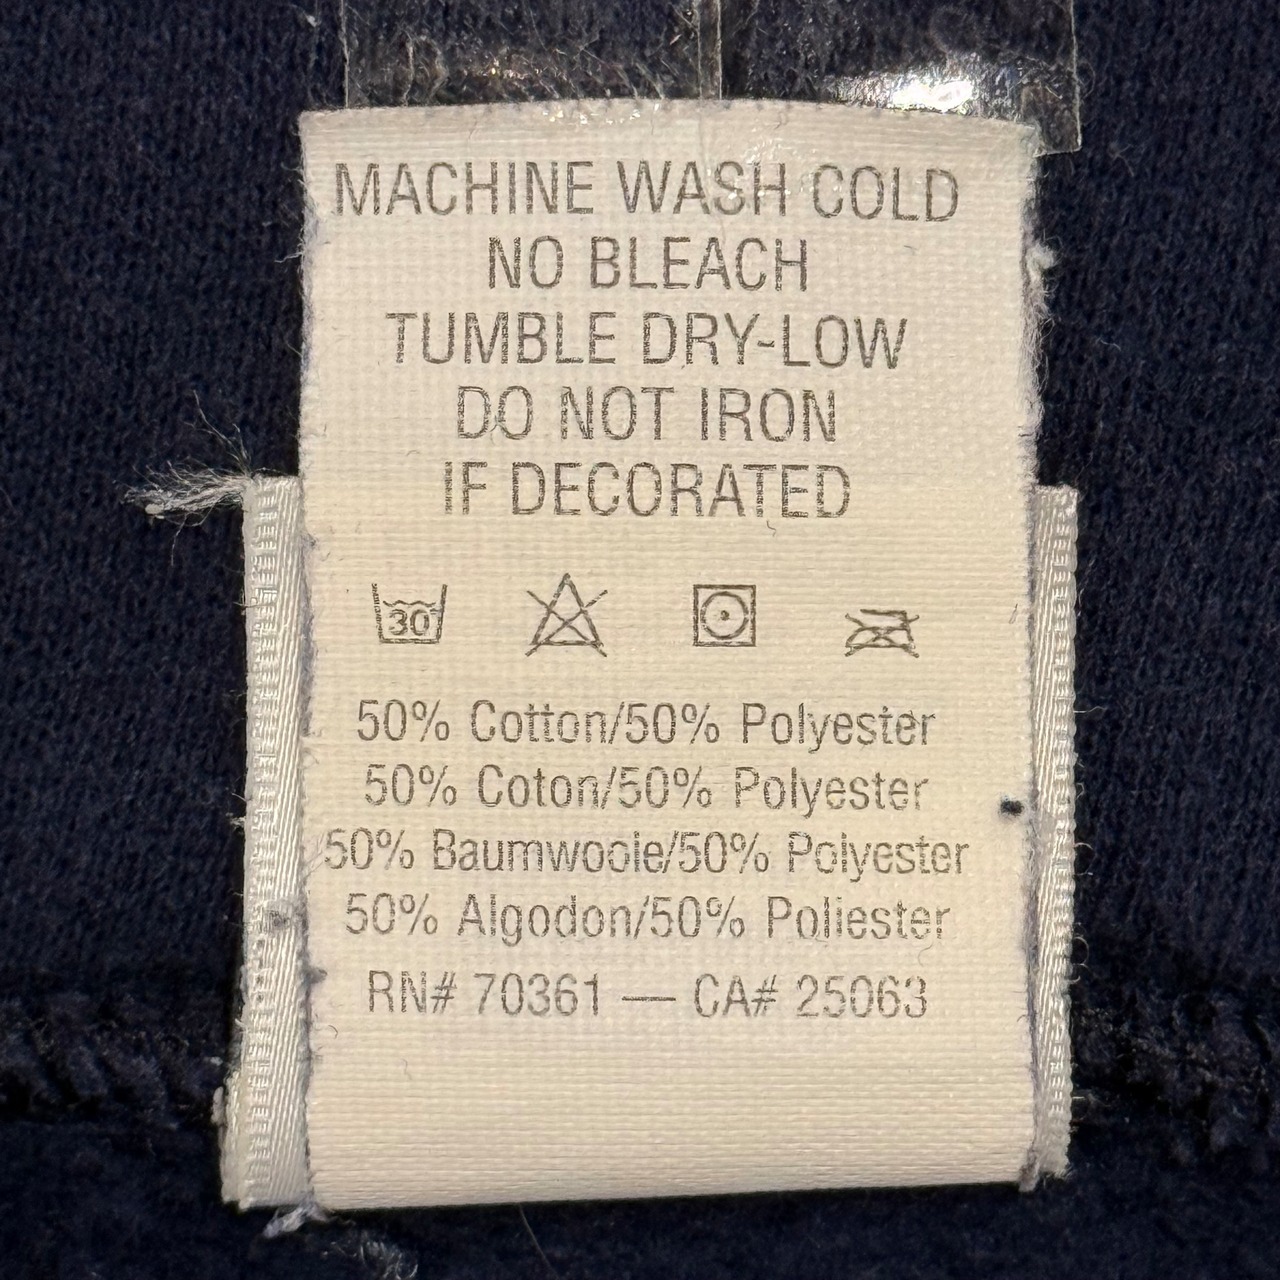 MACHINE WASH COLD
NO BLEACH
TUMBLE DRY-LOW
DO NOT IRON
IF DECORATED
30
50% Cotton/50% Polyester
50% Coton/50% Polyester
50% Baumwoole/50% Polyester
50% Algodon/50% Poliester
RN# 70361 — CA# 25063